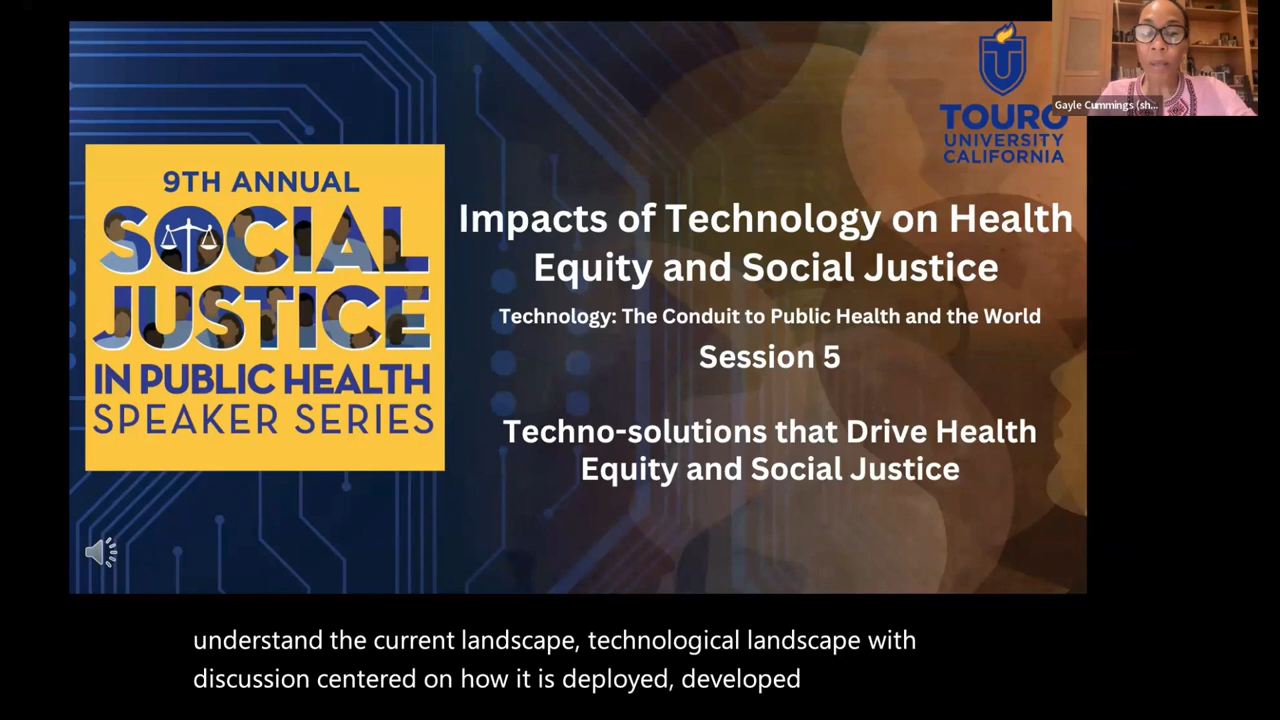 9TH ANNUAL
SOCIAL
JUSTICE
IN PUBLIC HEALTH
SPEAKER SERIES
TOURO
UNIVERSITY
CALIFORNIA
Gayle Cummings (sh...
Impacts of Technology on Health
Equity and Social Justice
Technology: The Conduit to Public Health and the World
Session 5
Techno-solutions that Drive Health
Equity and Social Justice
understand the current landscape, technological landscape with
discussion centered on how it is deployed, developed